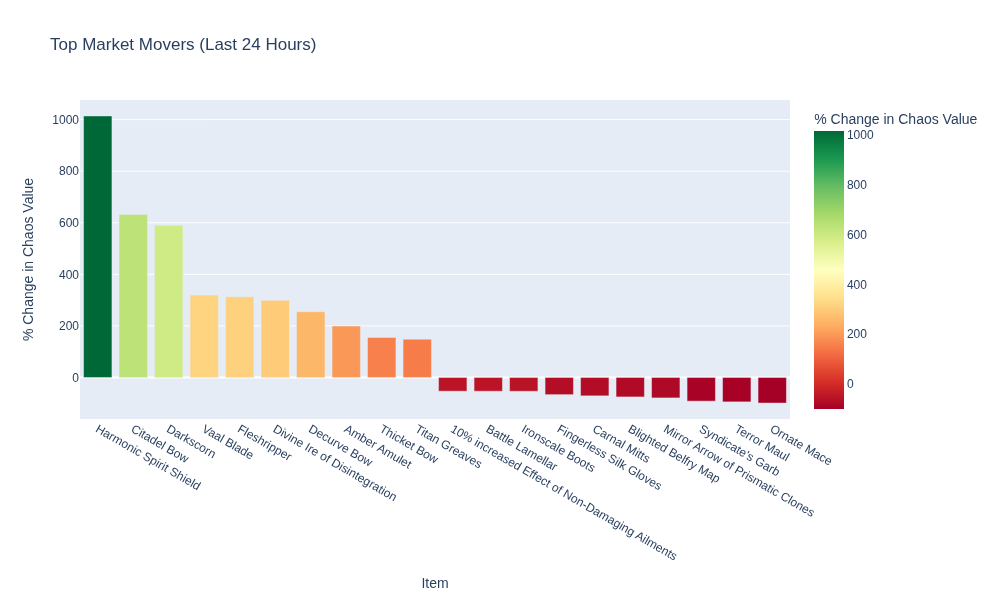 Top Market Movers (Last 24 Hours)
% Change in Chaos Value
1000
800
600
400
200
0
Harmonic Spirit Shield
Citadel Bow
Darkscorn
Vaal Blade
Fleshripper
Divine Ire of Disintegration
Decurve Bow
Amber Amulet
Thicket Bow
Titan Greaves
10% increased Effect of Non-Damaging Ailments
Battle Lamellar
Ironscale Boots
Fingerless Silk Gloves
Carnal Mitts
Blighted Belfry Map
Mirror Arrow of Prismatic Clones
Syndicate's Garb
Terror Maul
Ornate Mace
Item
% Change in Chaos Value
1000
800
600
400
200
0